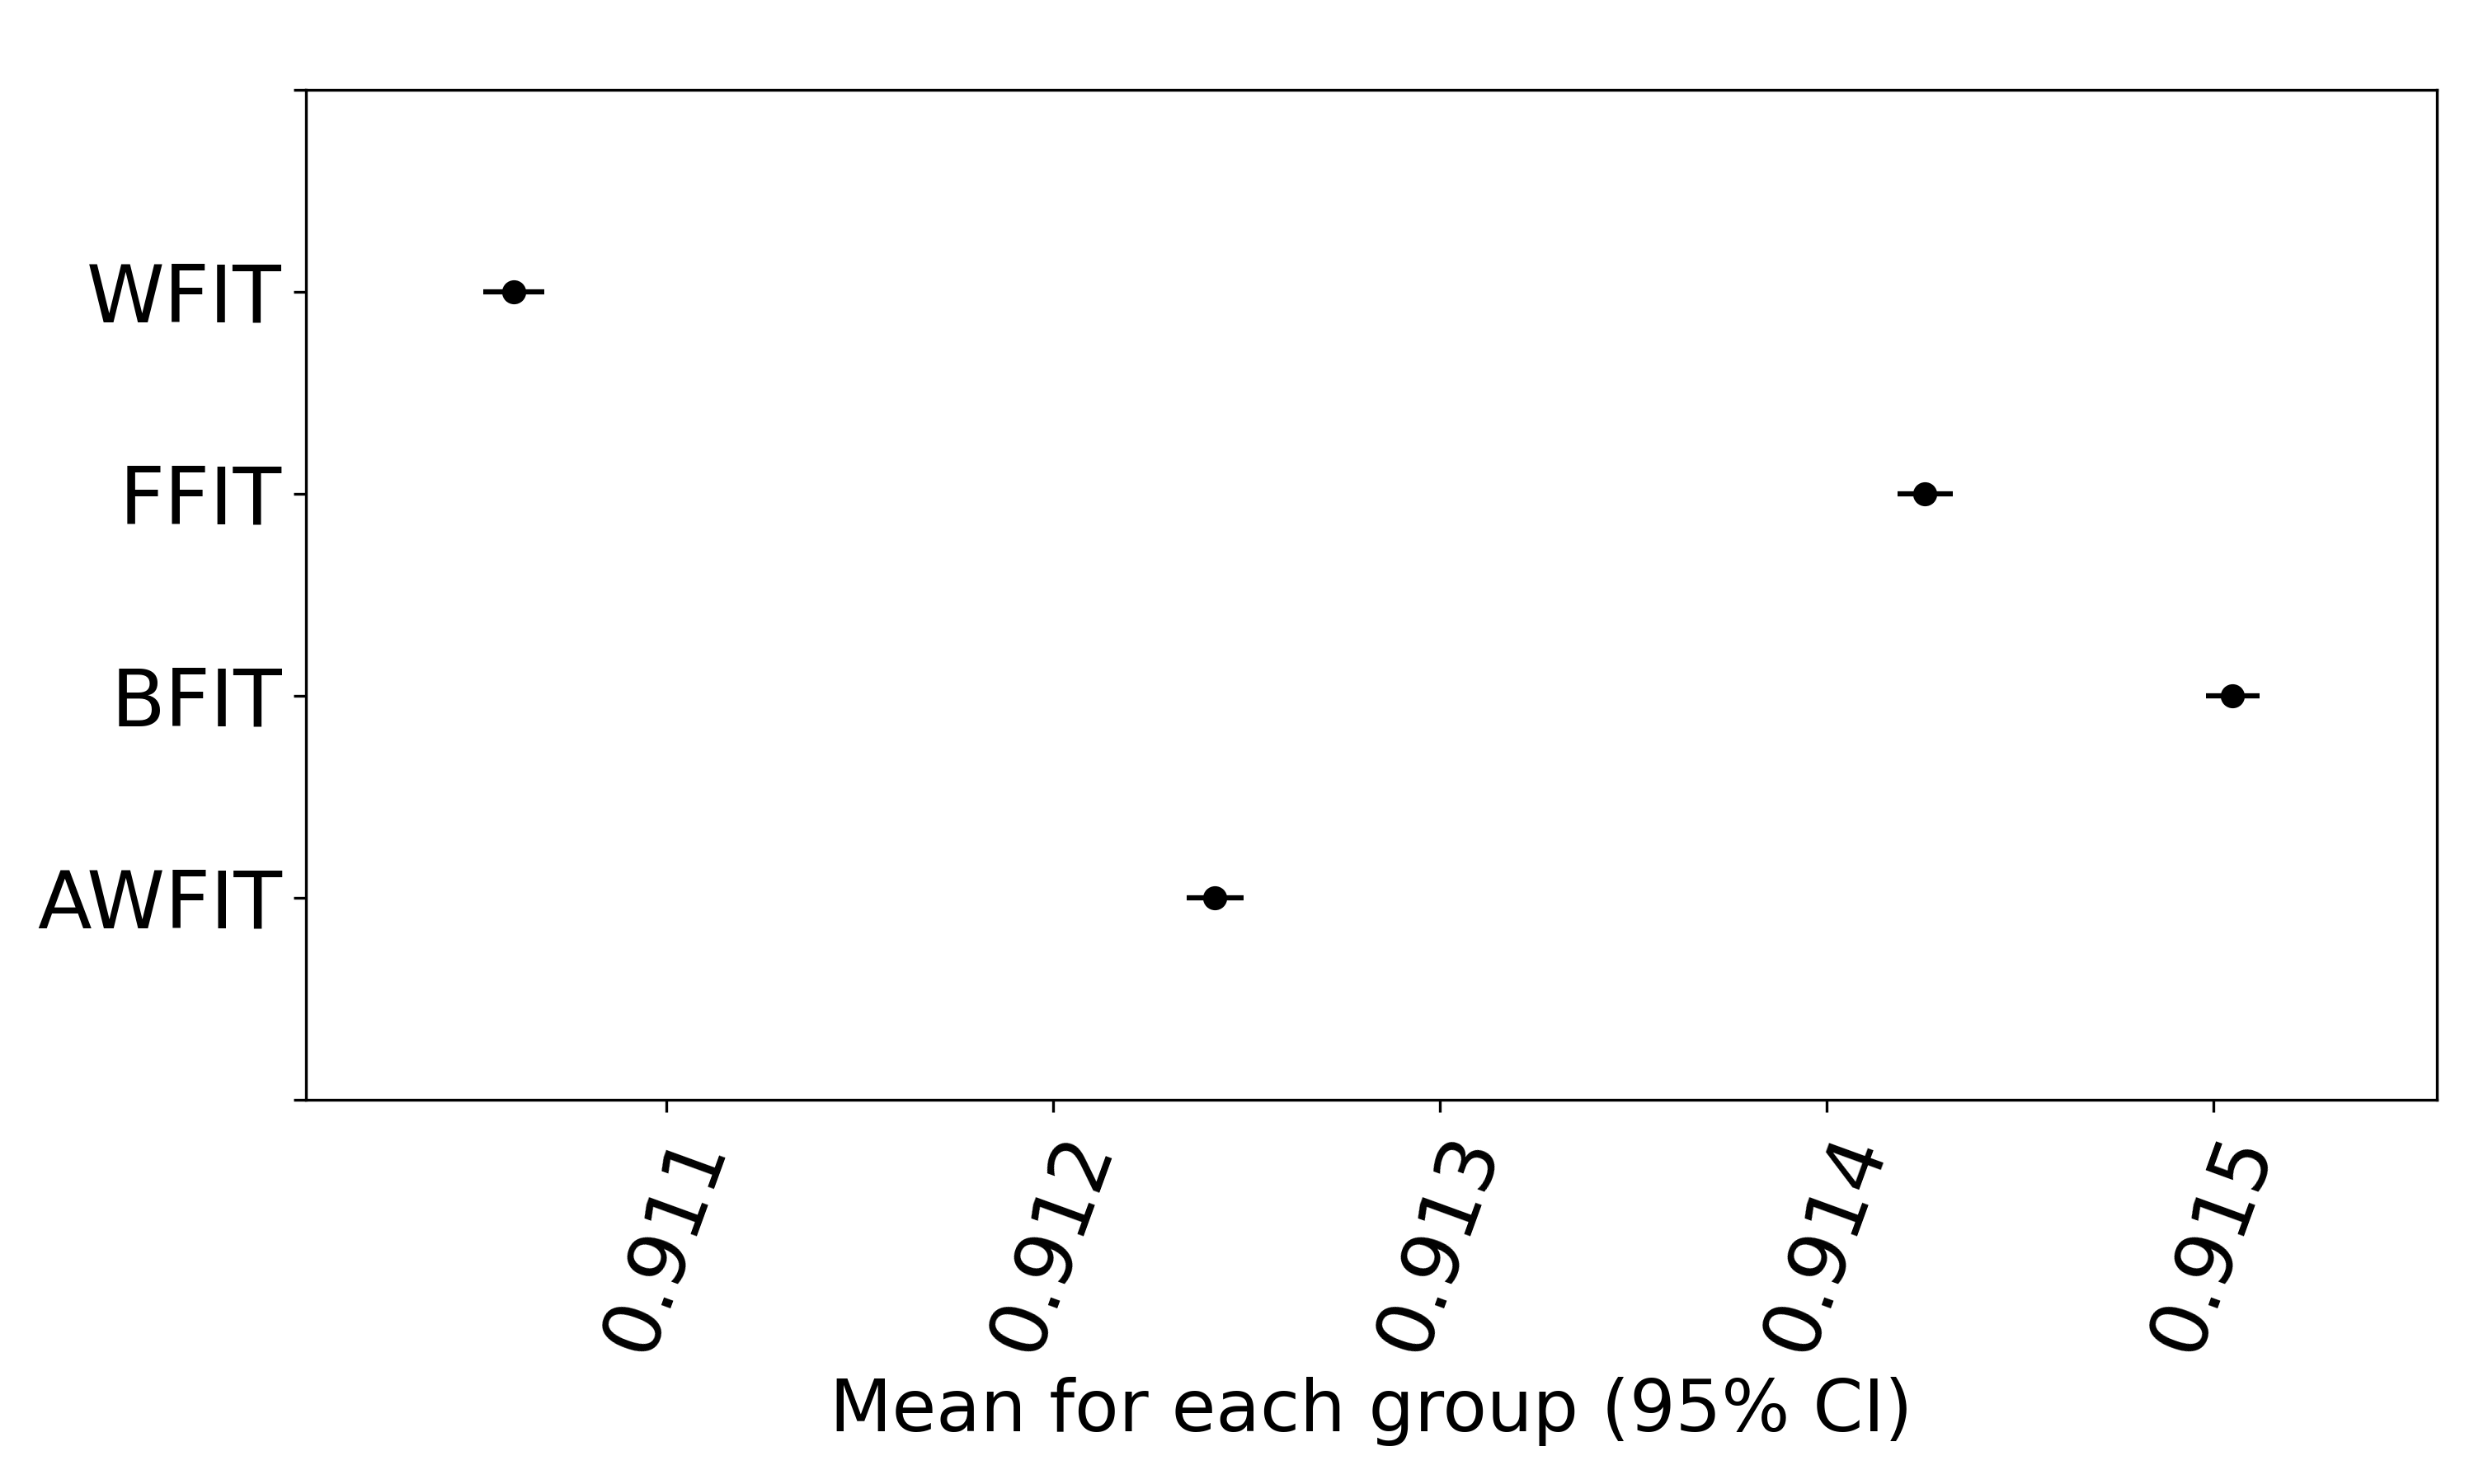 WFIT
FFIT
BFIT
AWFIT
0.911 0.912 0.913 0.914 0.915
Mean for each group (95% CI)